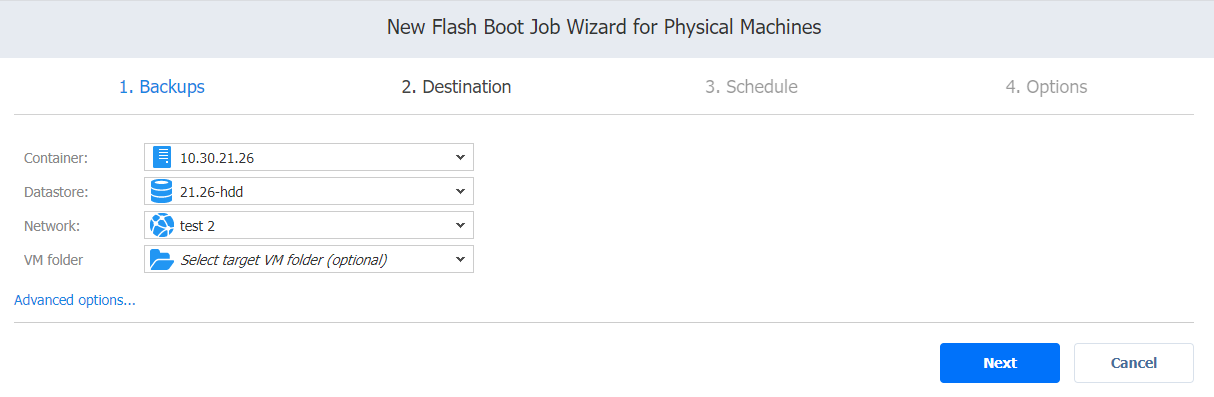 New Flash Boot Job Wizard for Physical Machines
1. Backups 2. Destination 3. Schedule 4. Options
Container: 10.30.21.26
Datastore: 21.26-hdd
Network: test 2
VM folder Select target VM folder (optional)
Advanced options...
Next Cancel